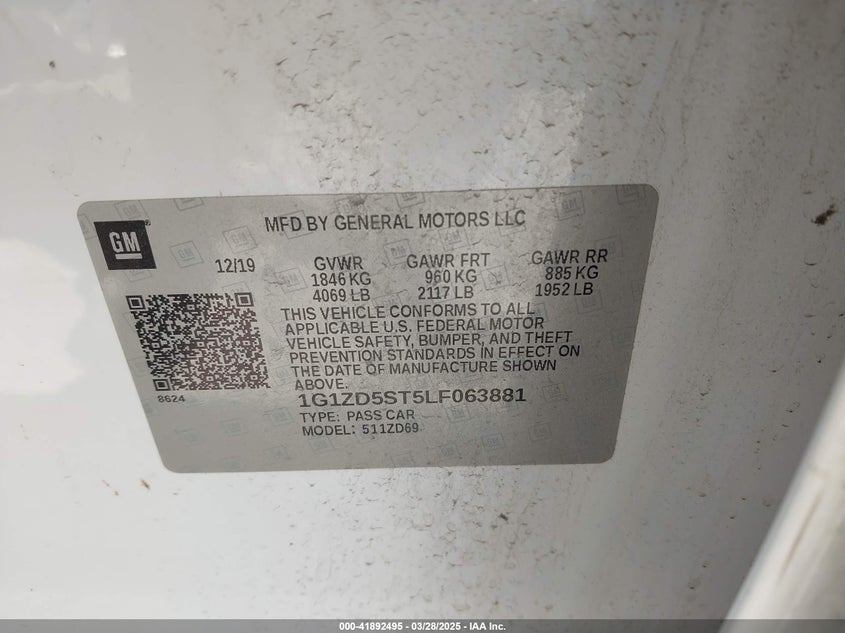 GM
MFD BY GENERAL MOTORS LLC
12/19 GVWR GAWR FRT GAWR RR
1846 KG 960 KG 885 KG
4069 LB 2117 LB 1952 LB
THIS VEHICLE CONFORMS TO ALL
APPLICABLE U.S. FEDERAL MOTOR
VEHICLE SAFETY, BUMPER, AND THEFT
PREVENTION STANDARDS IN EFFECT ON
THE DATE OF MANUFACTURE SHOWN
ABOVE.
8624
1G1ZD5ST5LF063881
TYPE: PASS CAR
MODEL: 511ZD69
000-41892495 - 03/28/2025 - IAA Inc.